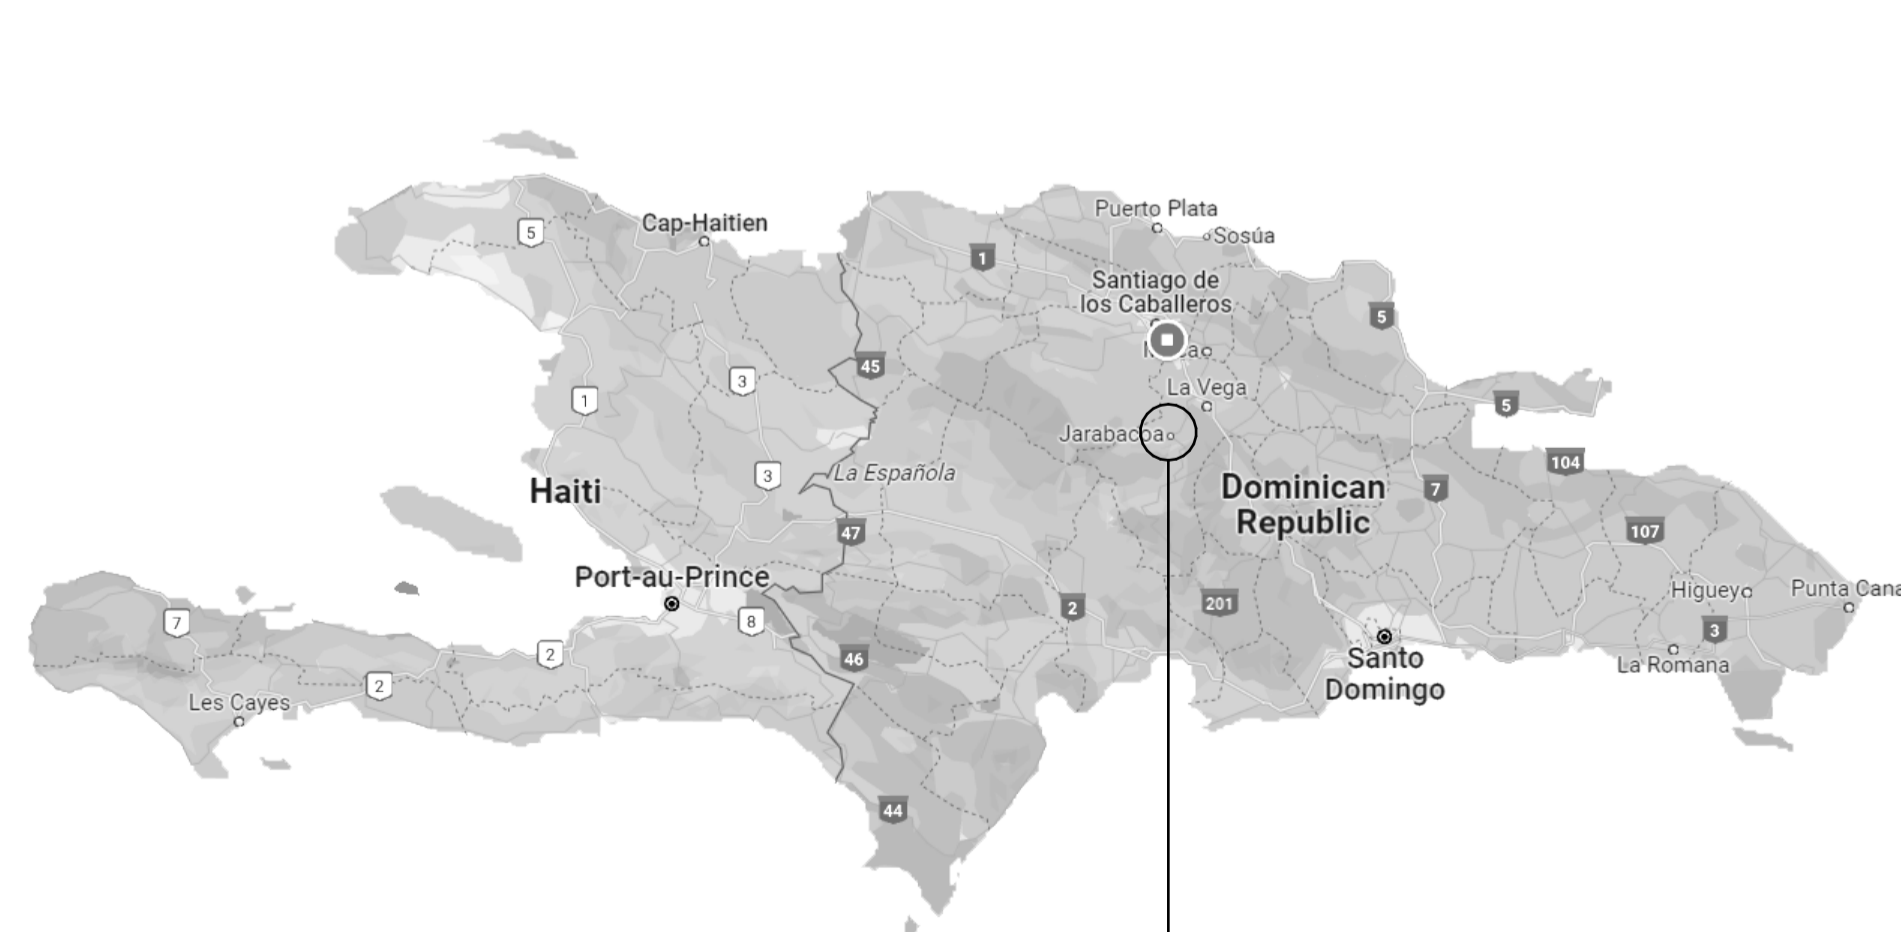 Cap-Haitien
Puerto Plata
Sosúa
5
1
Santiago de
los Caballeros
5
45
3
La Vega
1
5
Jarabacoa
104
La Española
3
Haiti
Dominican
Republic
7
47
107
Port-au-Prince
Higuey
Punta Cana
201
2
7
8
3
2
46
Santo
Domingo
La Romana
2
Les Cayes
44